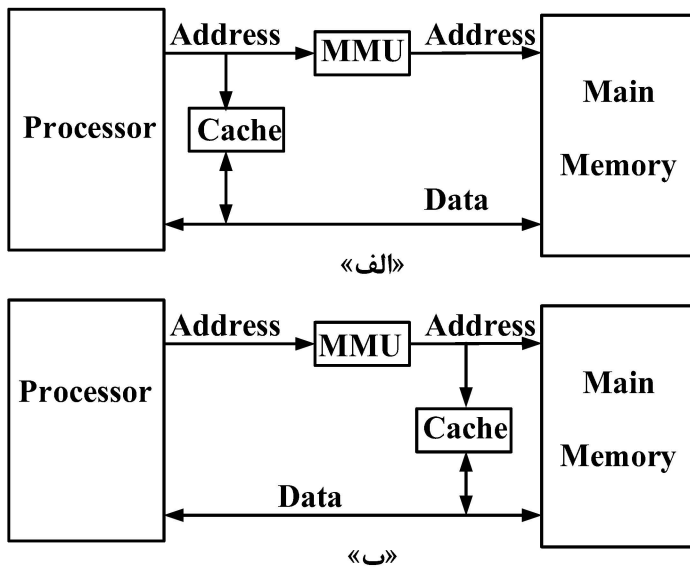 Address
MMU
Address
Processor
Cache
Main
Memory
Data
«الف»
Address
MMU
Address
Processor
Cache
Main
Memory
Data
«ب»